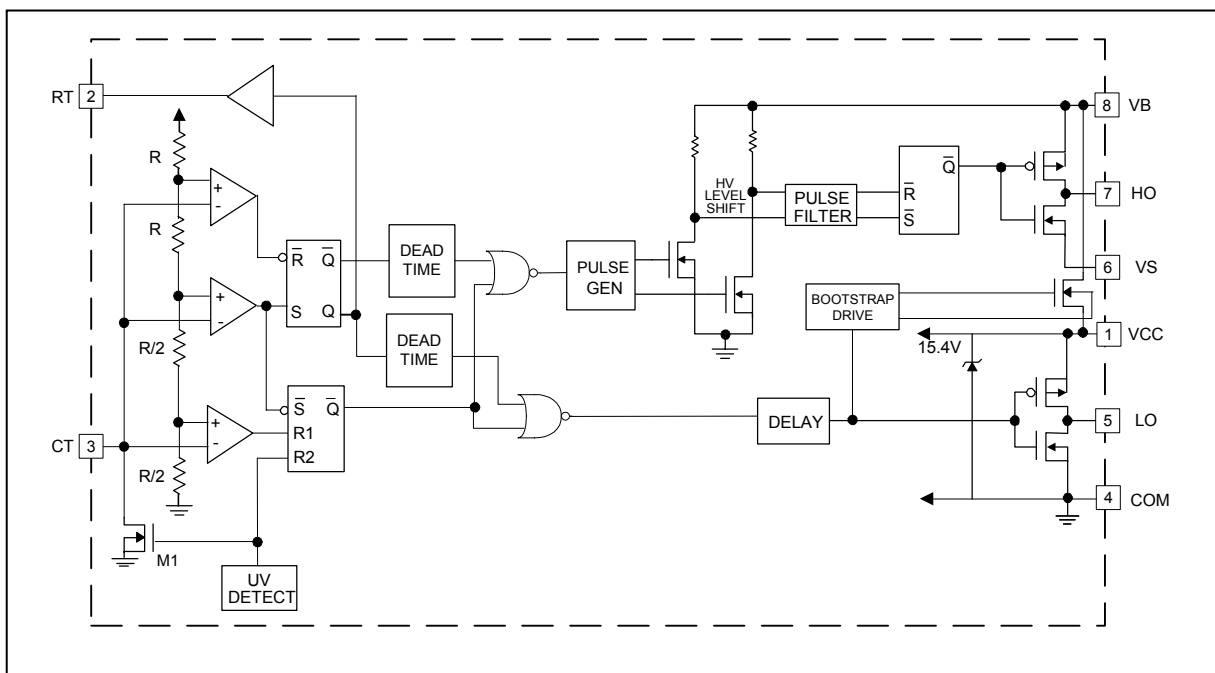 RT 2
8 VB
R
+
-
HV
LEVEL
SHIFT
R̅
S̅
Q̅
PULSE
FILTER
7 HO
R
R̅ Q̅
S Q
DEAD
TIME
PULSE
GEN
6 VS
+
-
BOOTSTRAP
DRIVE
R/2
DEAD
TIME
15.4V
1 VCC
S̅ Q̅
R1
R2
+
-
DELAY
5 LO
CT 3
R/2
4 COM
M1
UV
DETECT